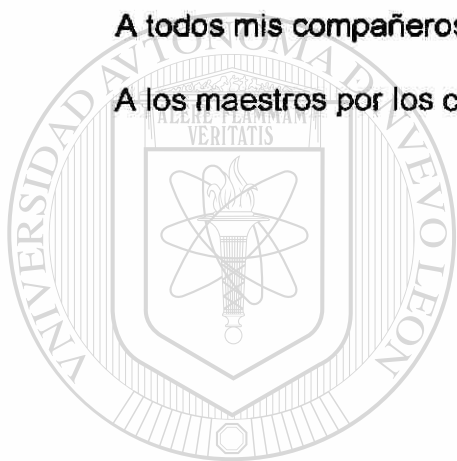 A todos mis compañeros
A los maestros por los c
UNIVERSIDAD AUTONOMA DE NUEVO LEON
ALERE FLAMMAM
VERITATIS